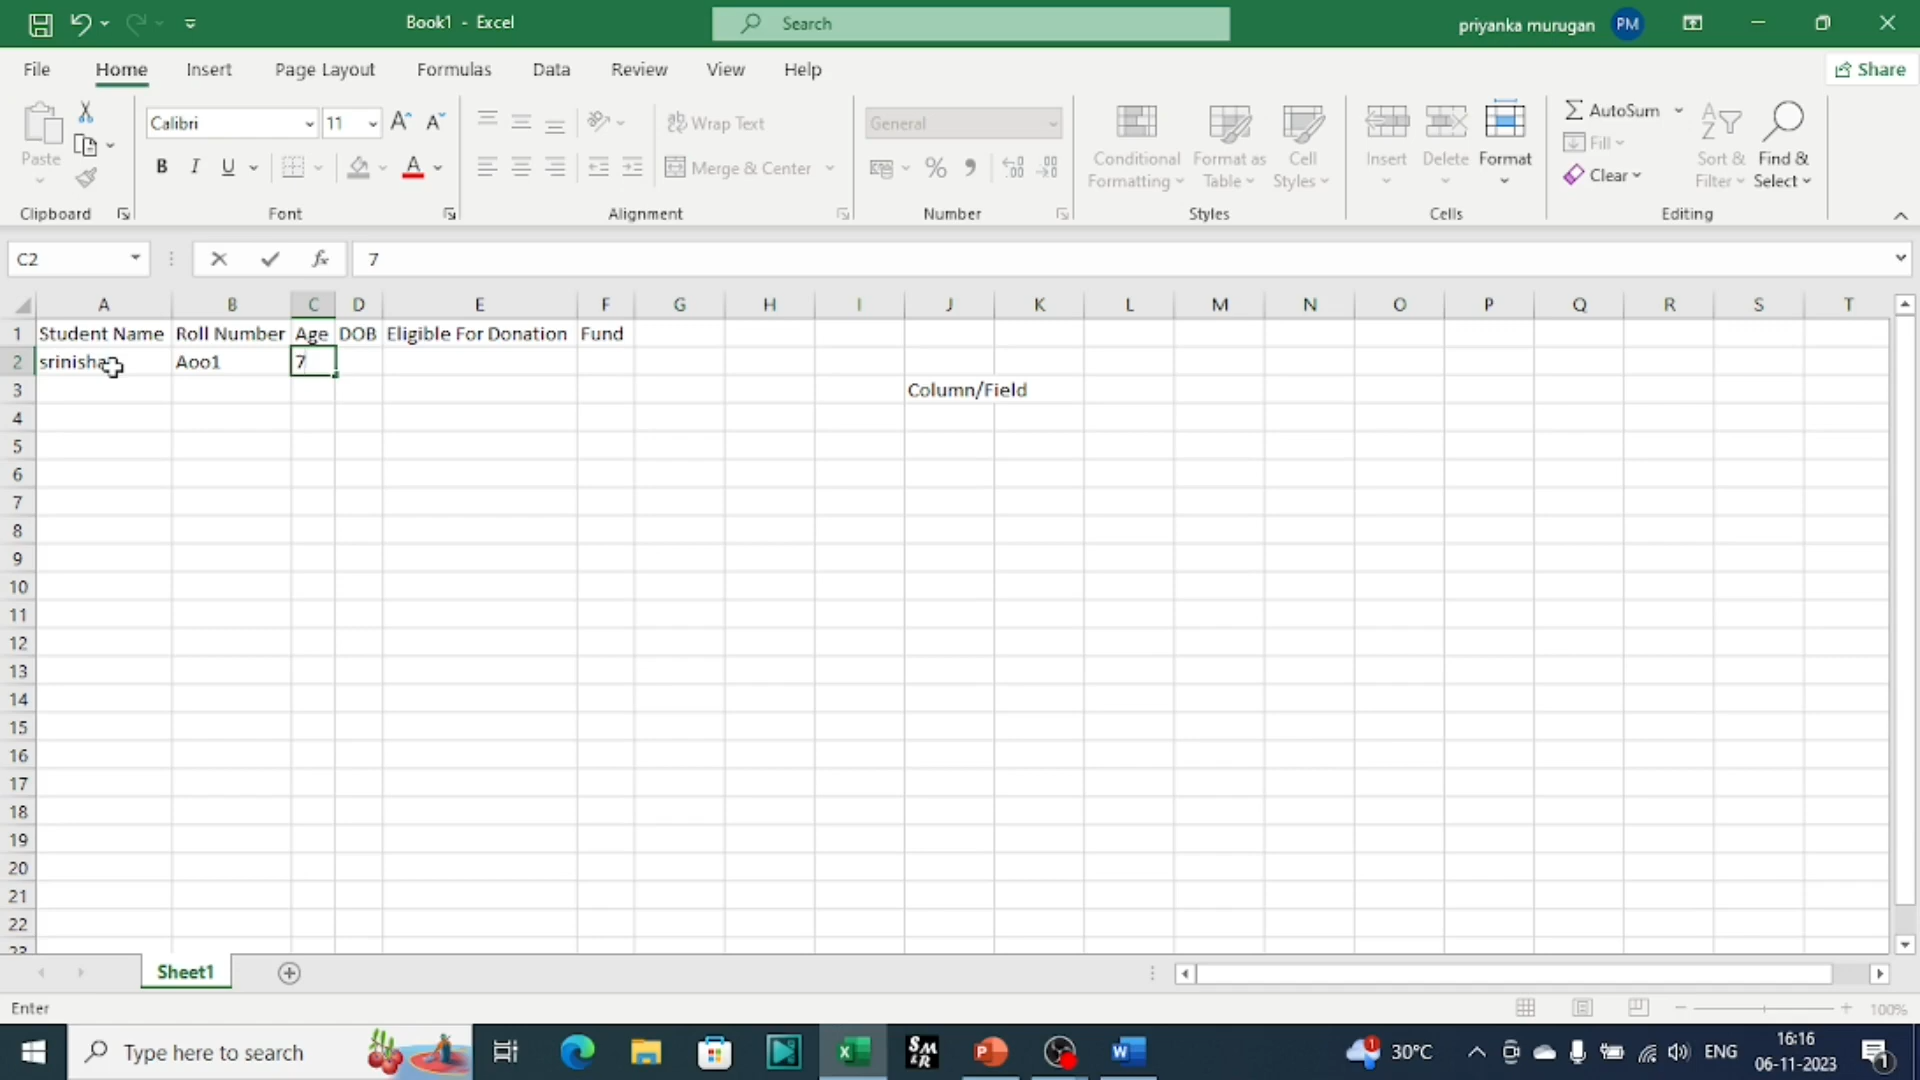 Book1 - Excel
Search
priyanka murugan PM
File Home Insert Page Layout Formulas Data Review View Help Share
Paste
Clipboard
Calibri 11
B I U A
Font
Wrap Text
Merge & Center
Alignment
General
%
Number
Conditional Formatting
Format as Table
Cell Styles
Styles
Insert Delete Format
Cells
AutoSum
Fill
Clear
Sort & Filter
Find & Select
Editing
C2 fx 7
A B C D E F G H I J K L M N O P Q R S T
1 Student Name Roll Number Age DOB Eligible For Donation Fund
2 srinisha Aoo1 7
3 Column/Field
4
5
6
7
8
9
10
11
12
13
14
15
16
17
18
19
20
21
22
23
Sheet1
Enter 100%
Type here to search
30°C ENG 16:16
06-11-2023